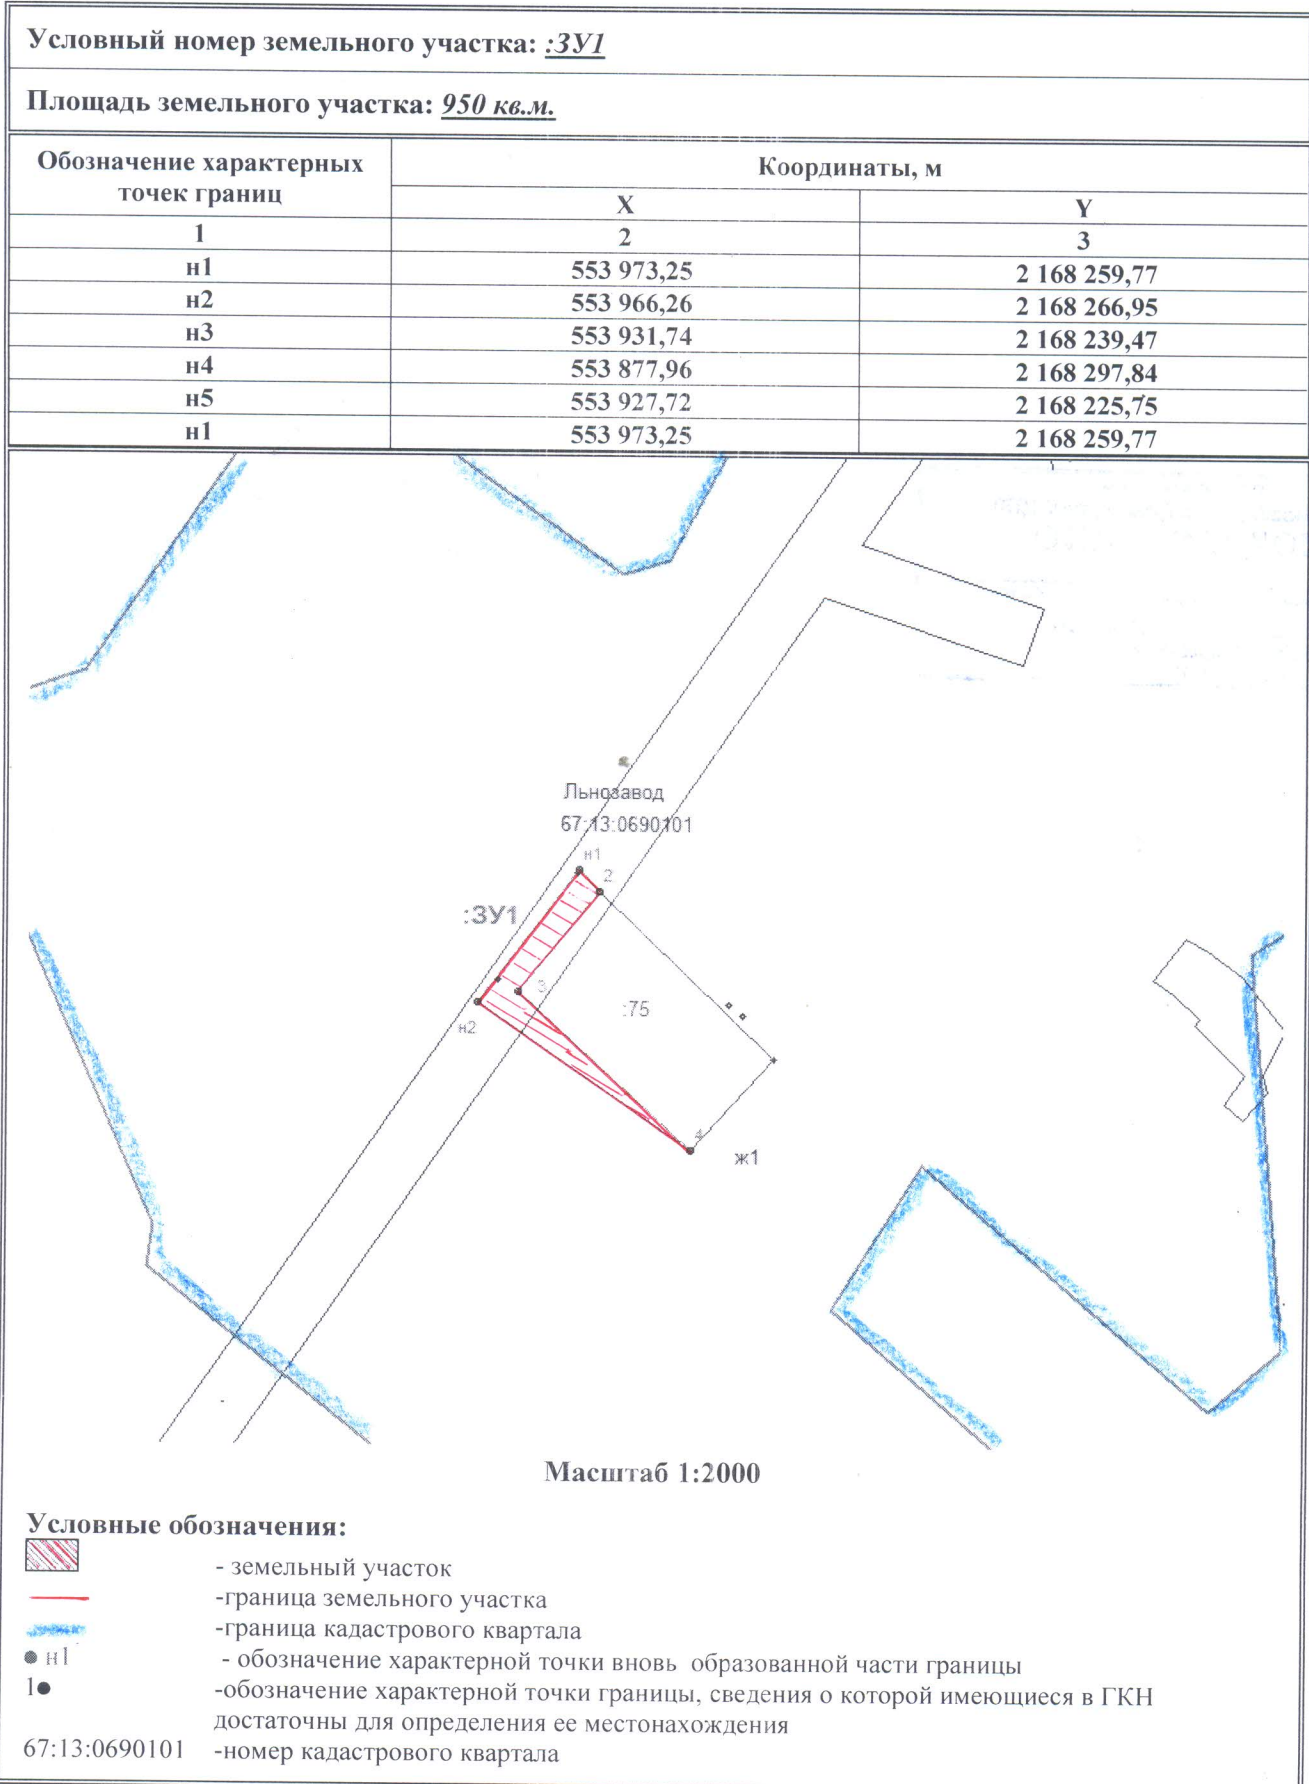 Условный номер земельного участка: :ЗУ1
Площадь земельного участка: 950 кв.м.
Обозначение характерных
точек границ
Координаты, м
X
Y
1
2
3
н1
553 973,25
2 168 259,77
н2
553 966,26
2 168 266,95
н3
553 931,74
2 168 239,47
н4
553 877,96
2 168 297,84
н5
553 927,72
2 168 225,75
н1
553 973,25
2 168 259,77
Льнозавод
67:13:0690101
н1
2
:ЗУ1
3
:75
н2
4
ж1
Масштаб 1:2000
Условные обозначения:
- земельный участок
-граница земельного участка
-граница кадастрового квартала
н1 - обозначение характерной точки вновь образованной части границы
1 -обозначение характерной точки границы, сведения о которой имеющиеся в ГКН
достаточны для определения ее местонахождения
67:13:0690101 -номер кадастрового квартала